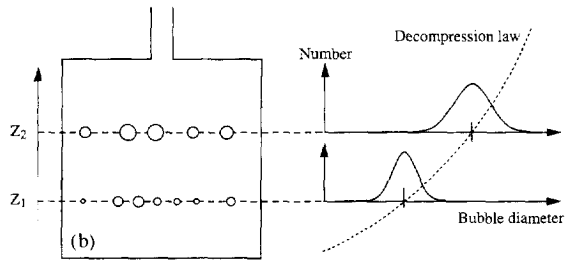 Decompression law
Number
Z2
Z1
Bubble diameter
(b)